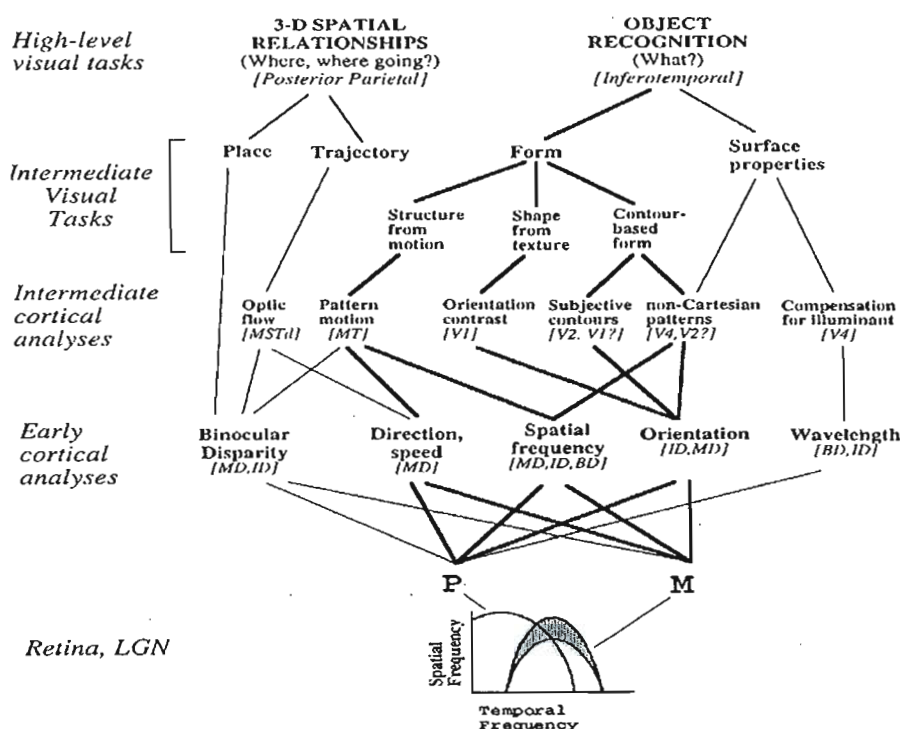 High-level
visual tasks
3-D SPATIAL
RELATIONSHIPS
(Where, where going?)
[Posterior Parietal]
OBJECT
RECOGNITION
(What?)
[Inferotemporal]
Intermediate
Visual
Tasks
Place
Trajectory
Form
Surface
properties
Structure
from
motion
Shape
from
texture
Contour-
based
form
Intermediate
cortical
analyses
Optic
flow
[MSTd]
Pattern
motion
[MT]
Orientation
contrast
[V1]
Subjective
contours
[V2. V1?]
non-Cartesian
patterns
[V4,V2?]
Compensation
for illuminant
[V4]
Early
cortical
analyses
Binocular
Disparity
[MD,ID]
Direction,
speed
[MD]
Spatial
frequency
[MD,ID,BD]
Orientation
[ID,MD]
Wavelength
[BD,ID]
P
M
Retina, LGN
Spatial
Frequency
Temporal
Frequency